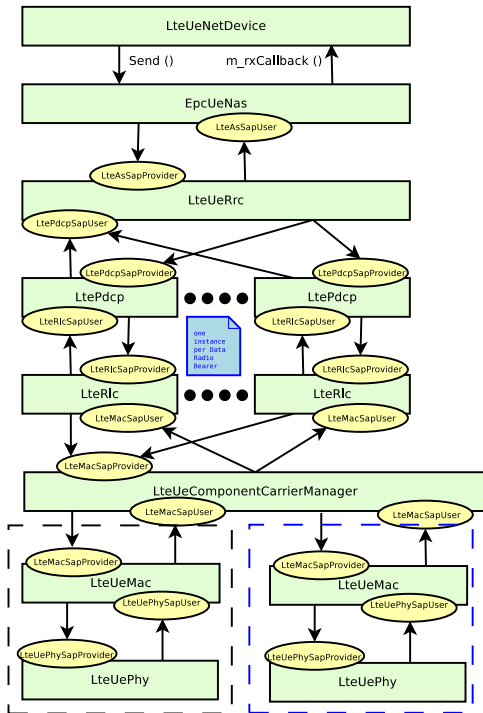 LteUeNetDevice
Send ()
m_rxCallback ()
EpcUeNas
LteAsSapUser
LteAsSapProvider
LteUeRrc
LtePdcpSapUser
LtePdcpSapProvider
LtePdcpSapProvider
LtePdcp
LtePdcp
LteRlcSapUser
LteRlcSapUser
one
instance
per Data
Radio
Bearer
LteRlcSapProvider
LteRlcSapProvider
LteRlc
LteRlc
LteMacSapUser
LteMacSapUser
LteMacSapProvider
LteUeComponentCarrierManager
LteMacSapUser
LteMacSapUser
LteMacSapProvider
LteMacSapProvider
LteUeMac
LteUeMac
LteUePhySapUser
LteUePhySapUser
LteUePhySapProvider
LteUePhySapProvider
LteUePhy
LteUePhy